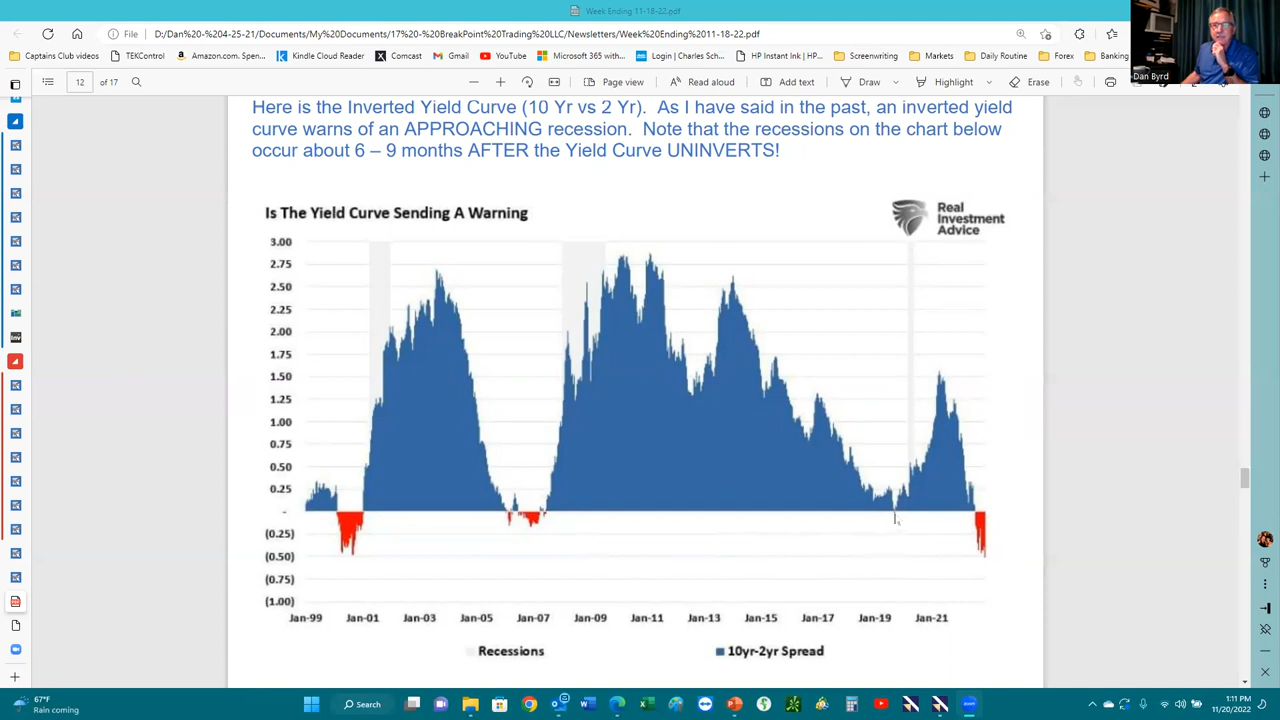 Week Ending 11-18-22.pdf
File
D:/Dan%20-%204-25-21/Documents/My%20Documents/17%20-%20BreakPoint%20Trading%20LLC/Newsletters/Week%20Ending%2011-18-22.pdf
Dan Byrd
Captains Club videos
TEKControl
Amazon.com. Spen...
Kindle Cloud Reader
Comcast
YouTube
Microsoft 365 with...
Login | Charles Sch...
HP Instant Ink | HP...
Screenwriting
Markets
Daily Routine
Forex
Banking
12 of 17
Page view
Read aloud
Add text
Draw
Highlight
Erase
Here is the Inverted Yield Curve (10 Yr vs 2 Yr). As I have said in the past, an inverted yield
curve warns of an APPROACHING recession. Note that the recessions on the chart below
occur about 6 – 9 months AFTER the Yield Curve UNINVERTS!
Is The Yield Curve Sending A Warning
Real
Investment
Advice
3.00
2.75
2.50
2.25
2.00
1.75
1.50
1.25
1.00
0.75
0.50
0.25
-
(0.25)
(0.50)
(0.75)
(1.00)
Jan-99 Jan-01 Jan-03 Jan-05 Jan-07 Jan-09 Jan-11 Jan-13 Jan-15 Jan-17 Jan-19 Jan-21
Recessions
10yr-2yr Spread
67°F
Rain coming
Search
1:11 PM
11/20/2022